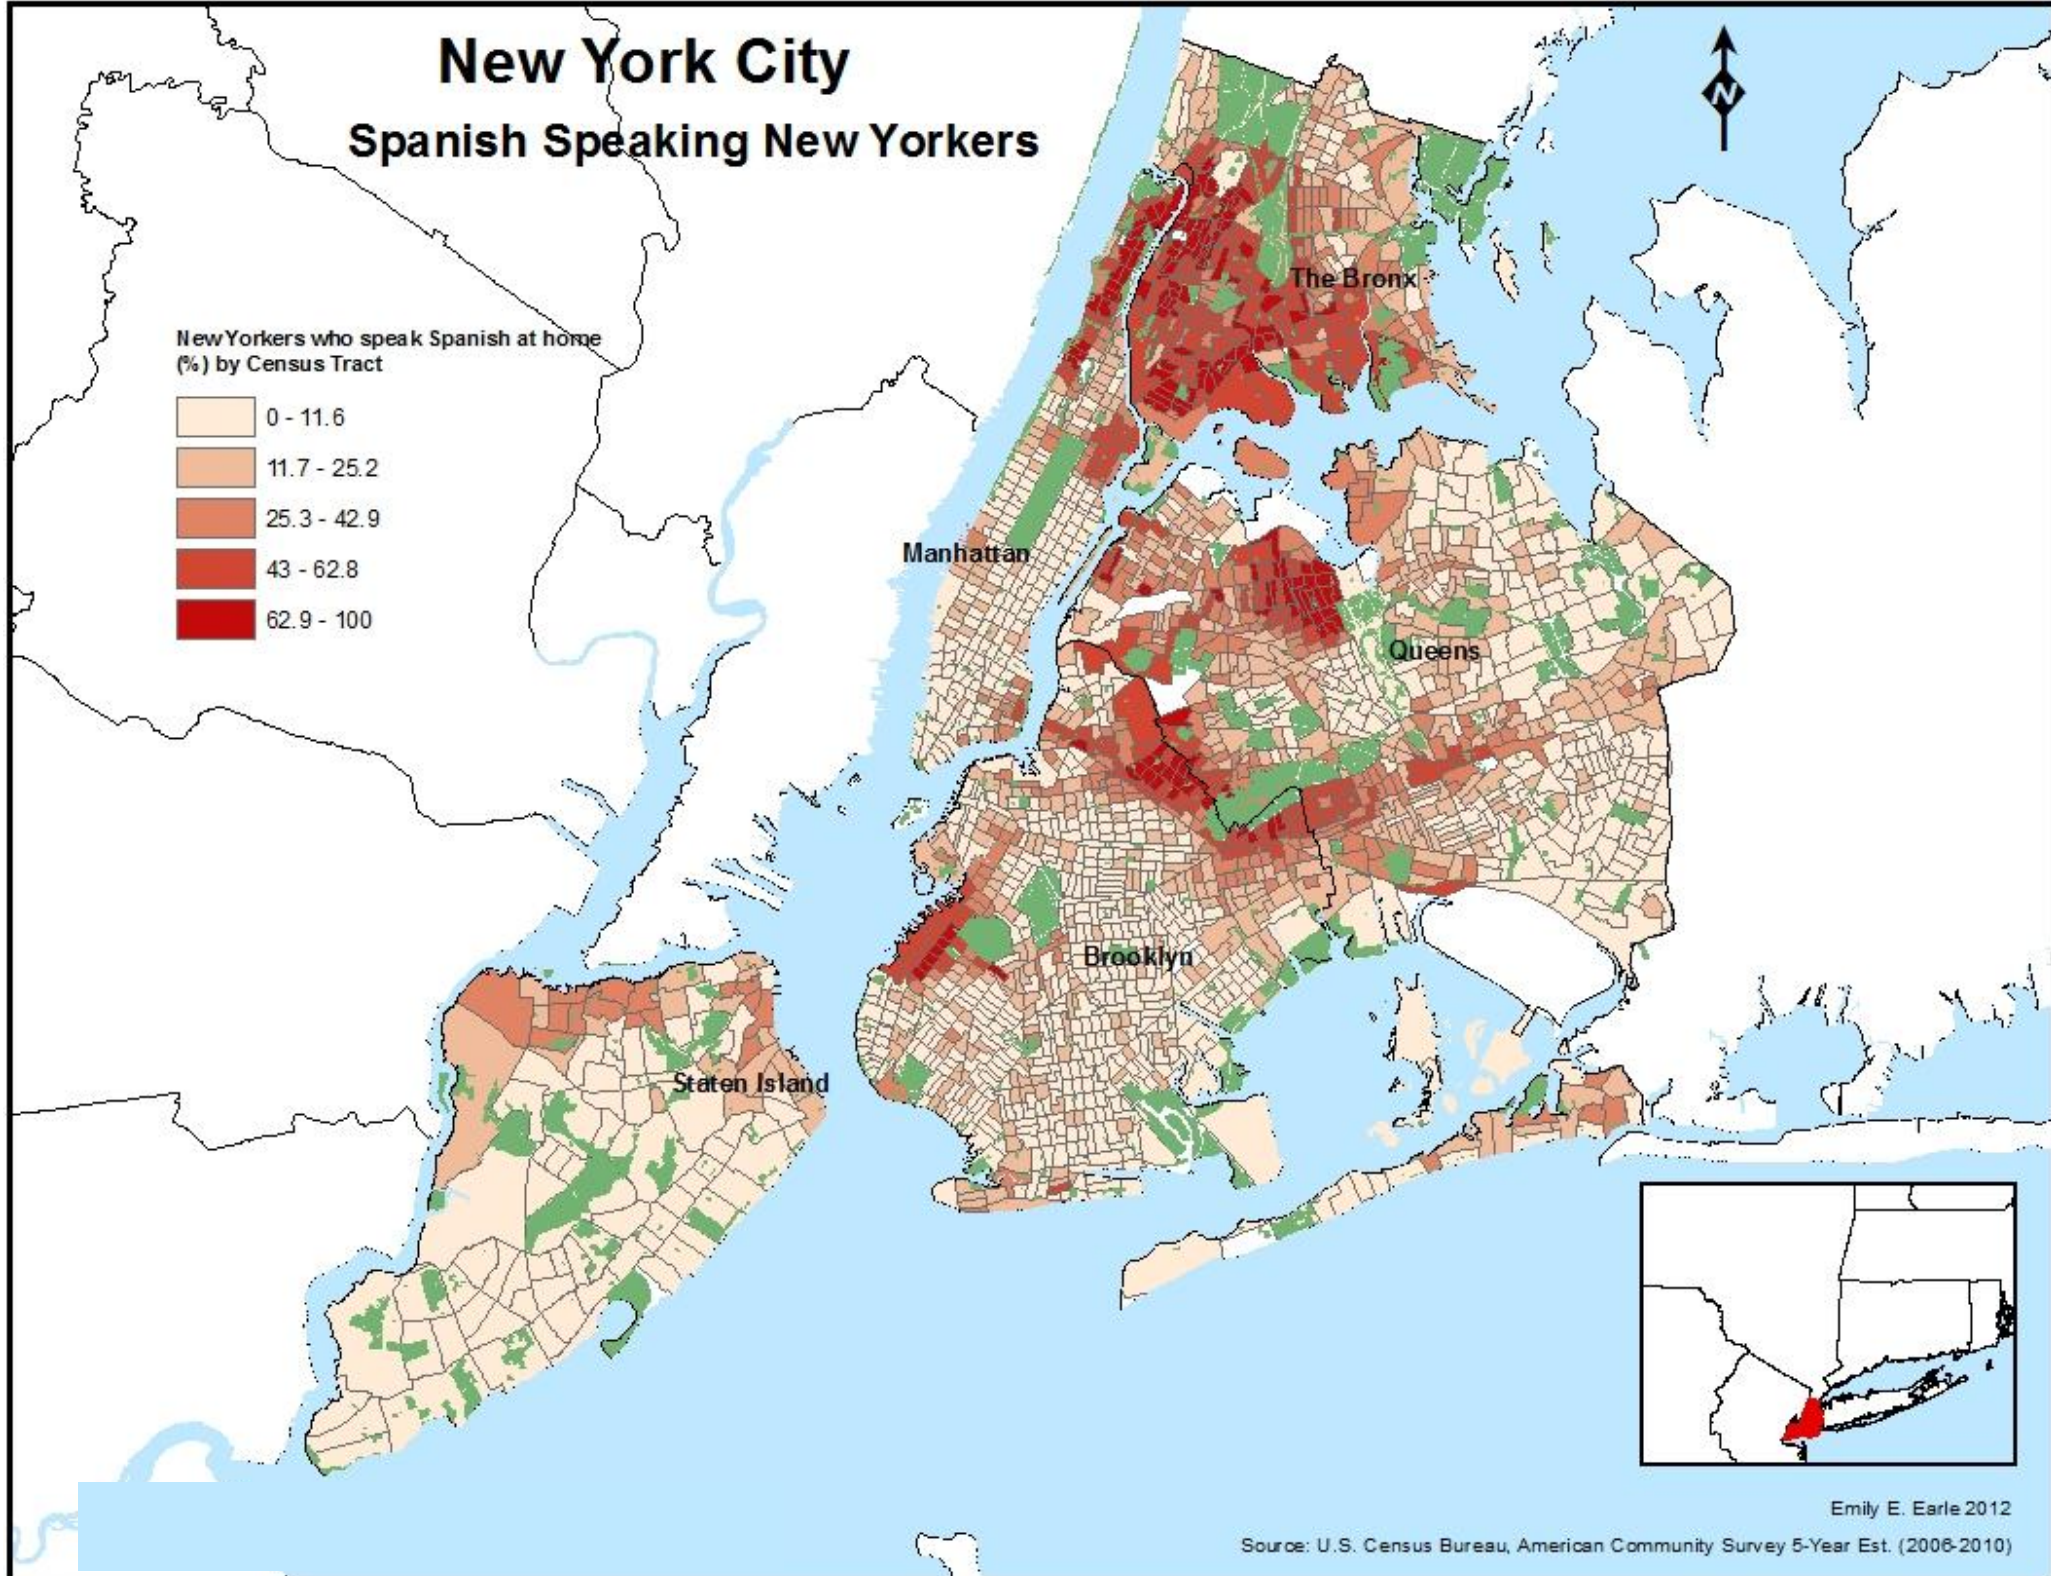 New York City
Spanish Speaking New Yorkers
N
The Bronx
New Yorkers who speak Spanish at home
(%) by Census Tract
0 - 11.6
11.7 - 25.2
25.3 - 42.9
43 - 62.8
62.9 - 100
Manhattan
Queens
Brooklyn
Staten Island
Emily E. Earle 2012
Source: U.S. Census Bureau, American Community Survey 5-Year Est. (2006-2010)